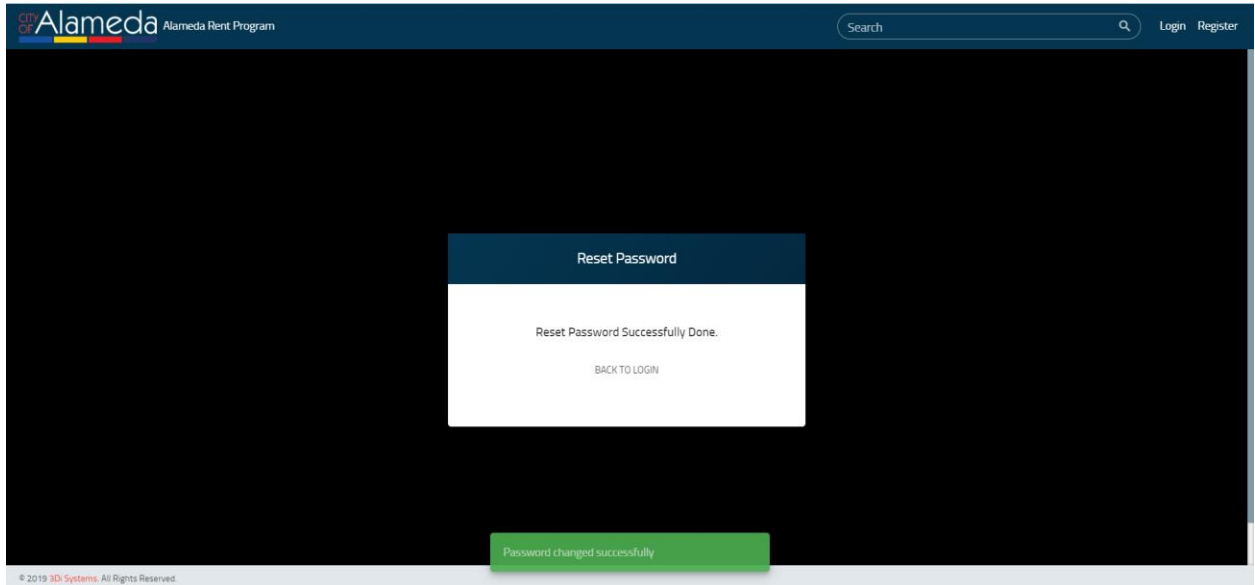 CITY OF Alameda Alameda Rent Program
Search
Login Register
Reset Password
Reset Password Successfully Done.
BACK TO LOGIN
Password changed successfully
© 2019 3Di Systems. All Rights Reserved.